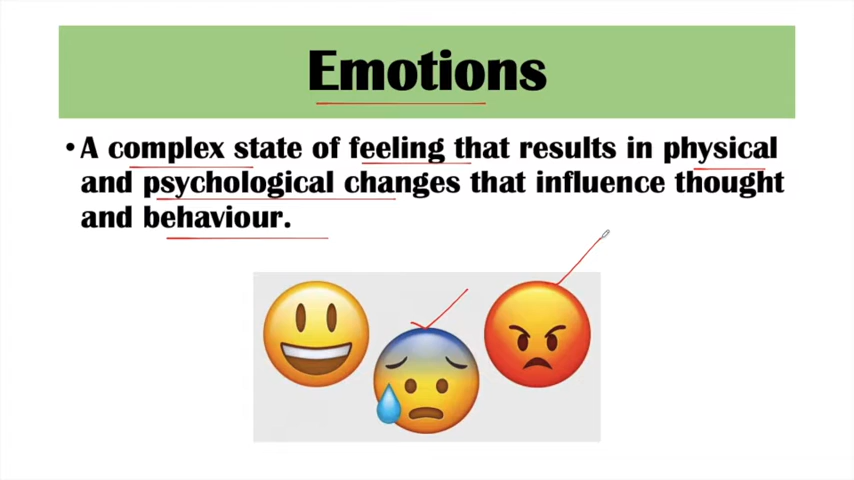 Emotions
• A complex state of feeling that results in physical
and psychological changes that influence thought
and behaviour.